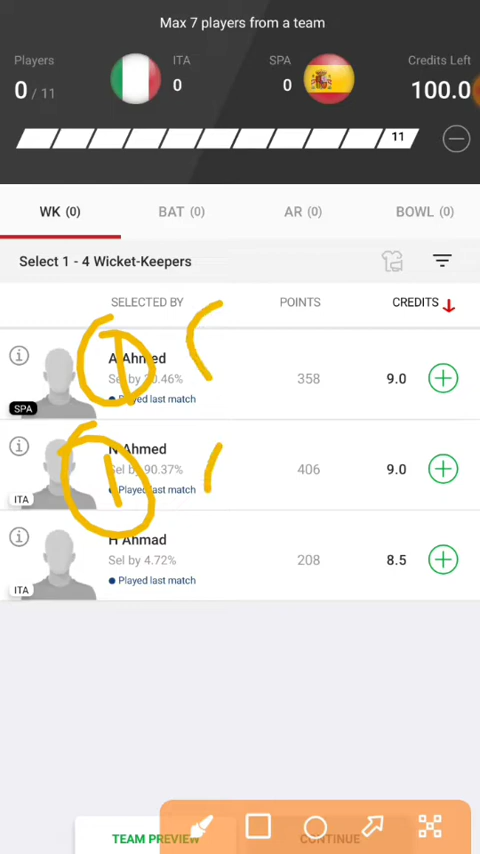 Max 7 players from a team
Players ITA SPA Credits Left
0 / 11 0 0 100.0
11
WK (0) BAT (0) AR (0) BOWL (0)
Select 1 - 4 Wicket-Keepers
SELECTED BY POINTS CREDITS
A Ahmed
Sel by 20.46% 358 9.0
Played last match
SPA
N Ahmed
Sel by 90.37% 406 9.0
Played last match
ITA
H Ahmad
Sel by 4.72% 208 8.5
Played last match
ITA
TEAM PREVIEW CONTINUE